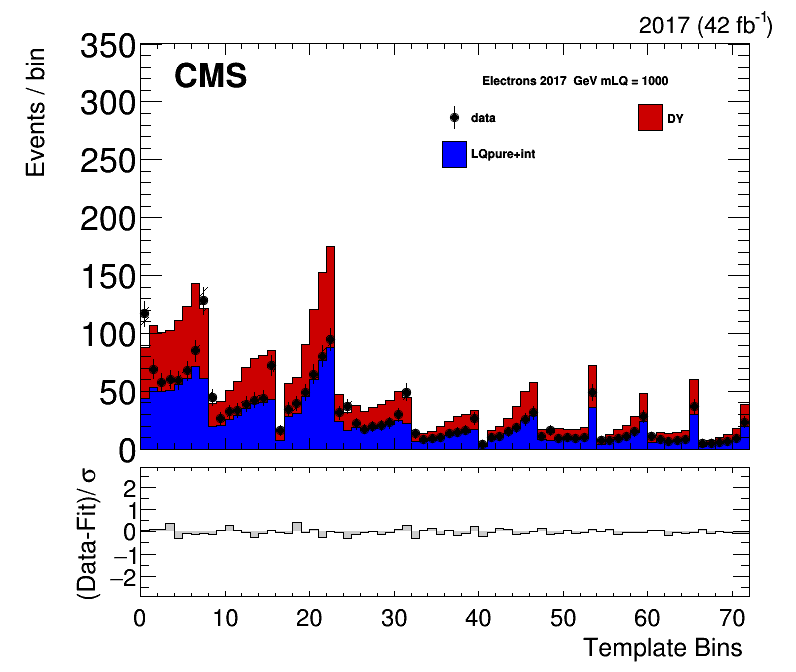 2017 (42 fb-1)
CMS
Electrons 2017 GeV mLQ = 1000
data
DY
LQpure+int
Events / bin
350
300
250
200
150
100
50
0
(Data-Fit)/ σ
2
1
0
−1
−2
0 10 20 30 40 50 60 70
Template Bins